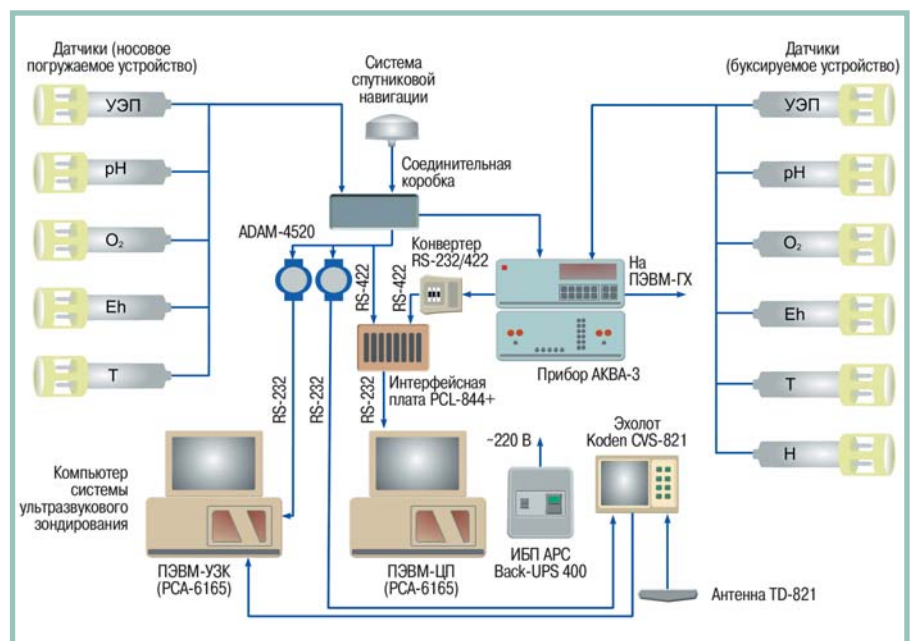 Датчики (носовое
погружаемое устройство)
УЭП
pH
O₂
Eh
T
Система
спутниковой
навигации
Соединительная
коробка
ADAM-4520
Конвертер
RS-232/422
RS-422
RS-422
RS-232
RS-232
RS-232
Интерфейсная
плата PCL-844+
На
ПЭВМ-ГХ
Прибор АКВА-3
Датчики
(буксируемое устройство)
УЭП
pH
O₂
Eh
T
H
Эхолот
Koden CVS-821
~220 В
Компьютер
системы
ультразвукового
зондирования
ПЭВМ-УЗК
(PCA-6165)
ПЭВМ-ЦП
(PCA-6165)
ИБП APC
Back-UPS 400
Антенна TD-821